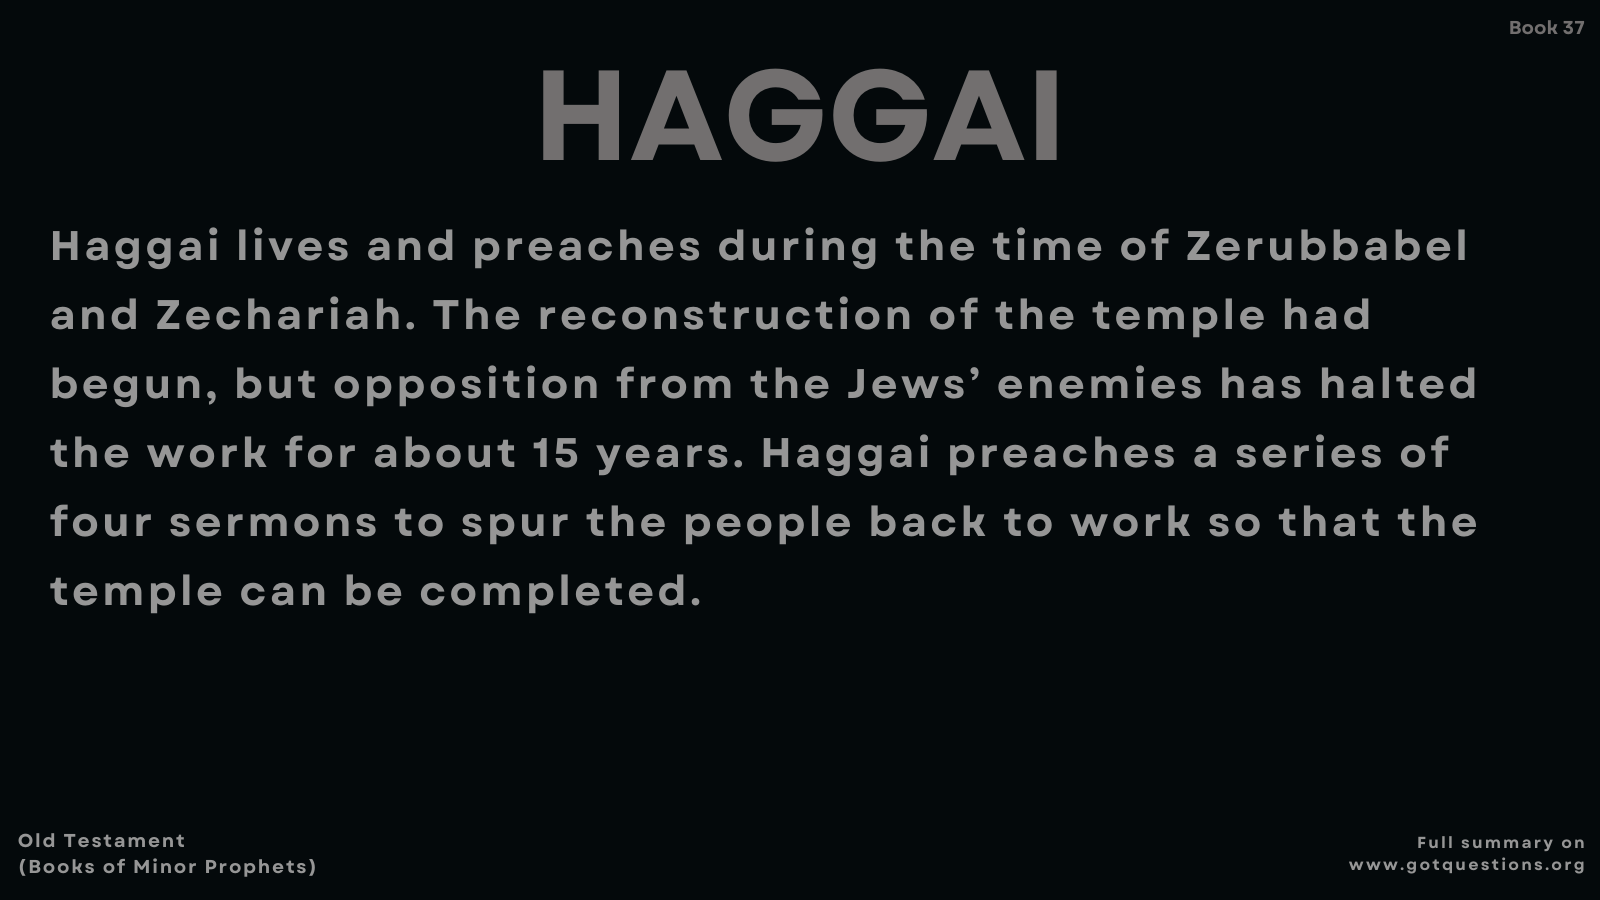 Book 37
HAGGAI
Haggai lives and preaches during the time of Zerubbabel
and Zechariah. The reconstruction of the temple had
begun, but opposition from the Jews’ enemies has halted
the work for about 15 years. Haggai preaches a series of
four sermons to spur the people back to work so that the
temple can be completed.
Old Testament
(Books of Minor Prophets)
Full summary on
www.gotquestions.org